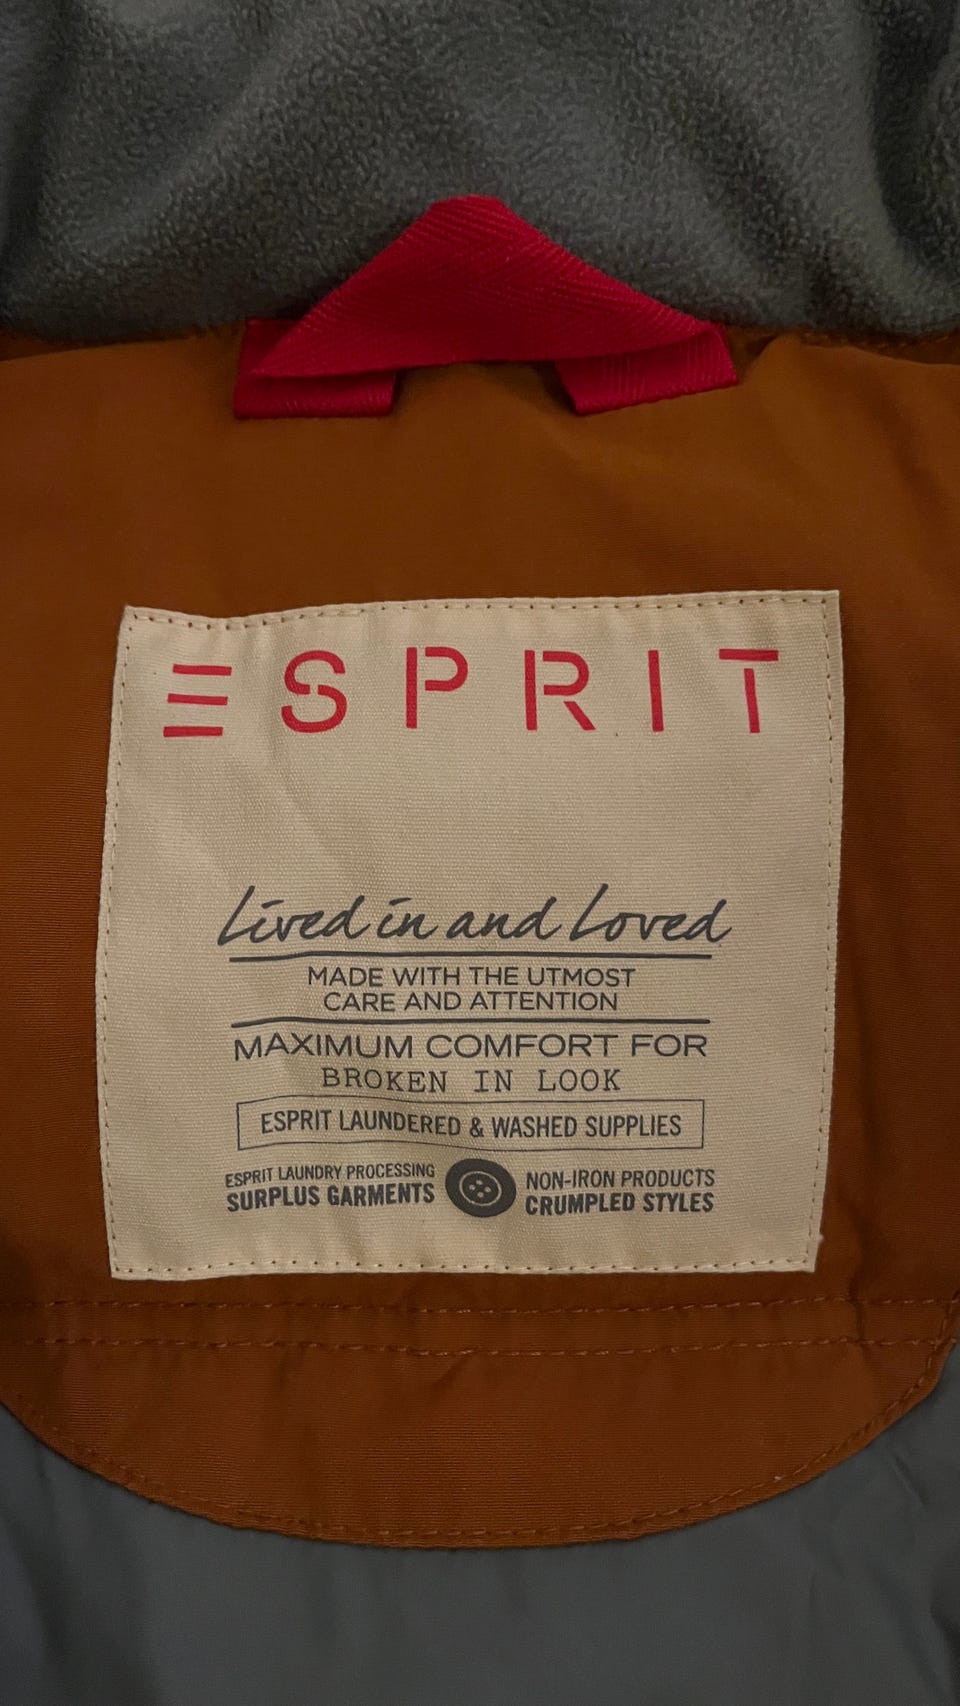 ESPRIT
Lived in and Loved
MADE WITH THE UTMOST
CARE AND ATTENTION
MAXIMUM COMFORT FOR
BROKEN IN LOOK
ESPRIT LAUNDERED & WASHED SUPPLIES
ESPRIT LAUNDRY PROCESSING
SURPLUS GARMENTS
NON-IRON PRODUCTS
CRUMPLED STYLES